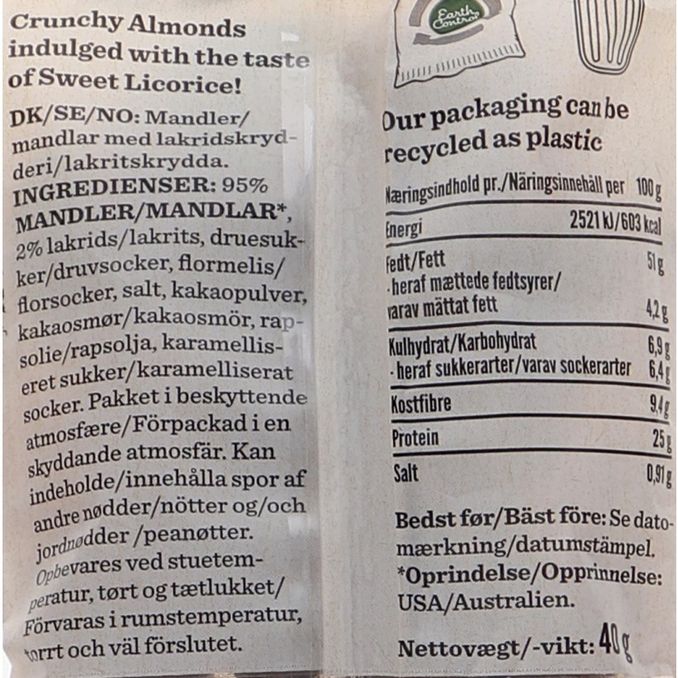 Crunchy Almonds
indulged with the taste
of Sweet Licorice!
DK/SE/NO: Mandler/
mandlar med lakridskryd-
deri/lakritskrydda.
INGREDIENSER: 95%
MANDLER/MANDLAR*,
2% lakrids/lakrits, druesuk-
ker/druvsocker, flormelis/
florsocker, salt, kakaopulver,
kakaosmør/kakaosmör, rap-
solie/rapsolja, karamellis-
eret sukker/karamelliserat
socker. Pakket i beskyttende
atmosfære/Förpackad i en
skyddande atmosfär. Kan
indeholde/innehålla spor af
andre nødder/nötter og/och
jordnødder /peanøtter.
Opbevares ved stuetem-
peratur, tørt og tætlukket/
Förvaras i rumstemperatur,
torrt och väl förslutet.
Earth
Control
Our packaging can be
recycled as plastic
Næringsindhold pr./Näringsinnehåll per 100 g
Energi 2521 kJ/603 kcal
Fedt/Fett 51 g
- heraf mættede fedtsyrer/
varav mättat fett 4,2 g
Kulhydrat/Karbohydrat 6,9 g
- heraf sukkerarter/varav sockerarter 6,4 g
Kostfibre 9.4 g
Protein 25 g
Salt 0,91 g
Bedst før/Bäst före: Se dato-
mærkning/datumstämpel.
*Oprindelse/Opprinnelse:
USA/Australien.
Nettovægt/-vikt: 40 g